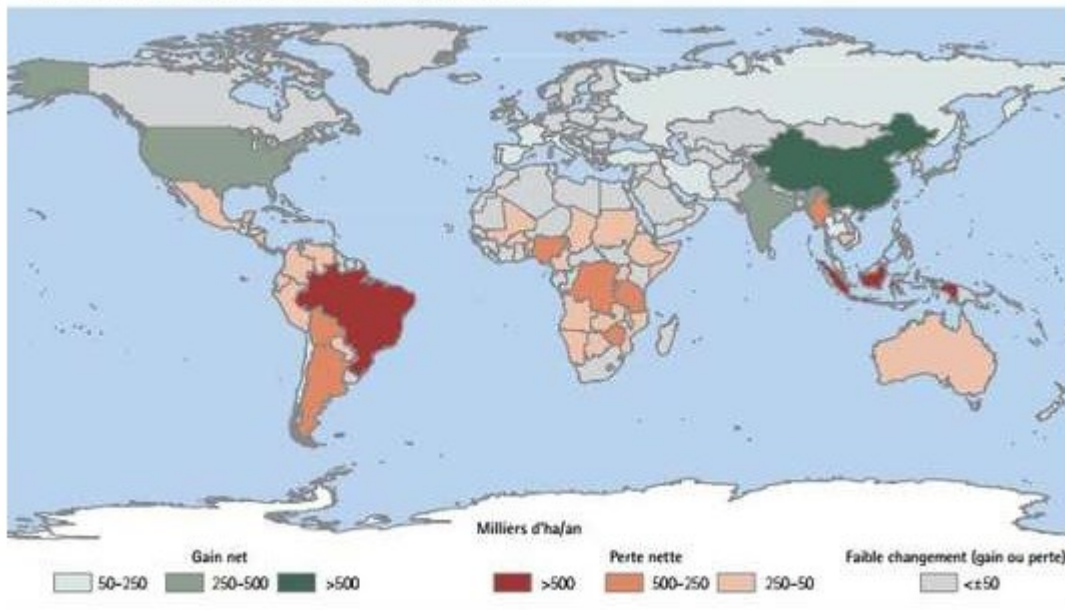 Milliers d'ha/an
Gain net
Perte nette
Faible changement (gain ou perte)
50–250
250–500
>500
>500
500–250
250–50
<±50